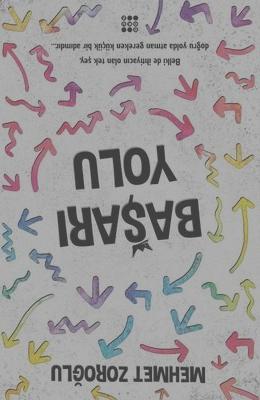 MEHMET ZOROĞLU
BAŞARI
YOLU
Belki de ihtiyacın olan tek şey,
doğru yolda atman gereken küçük bir adımdır...